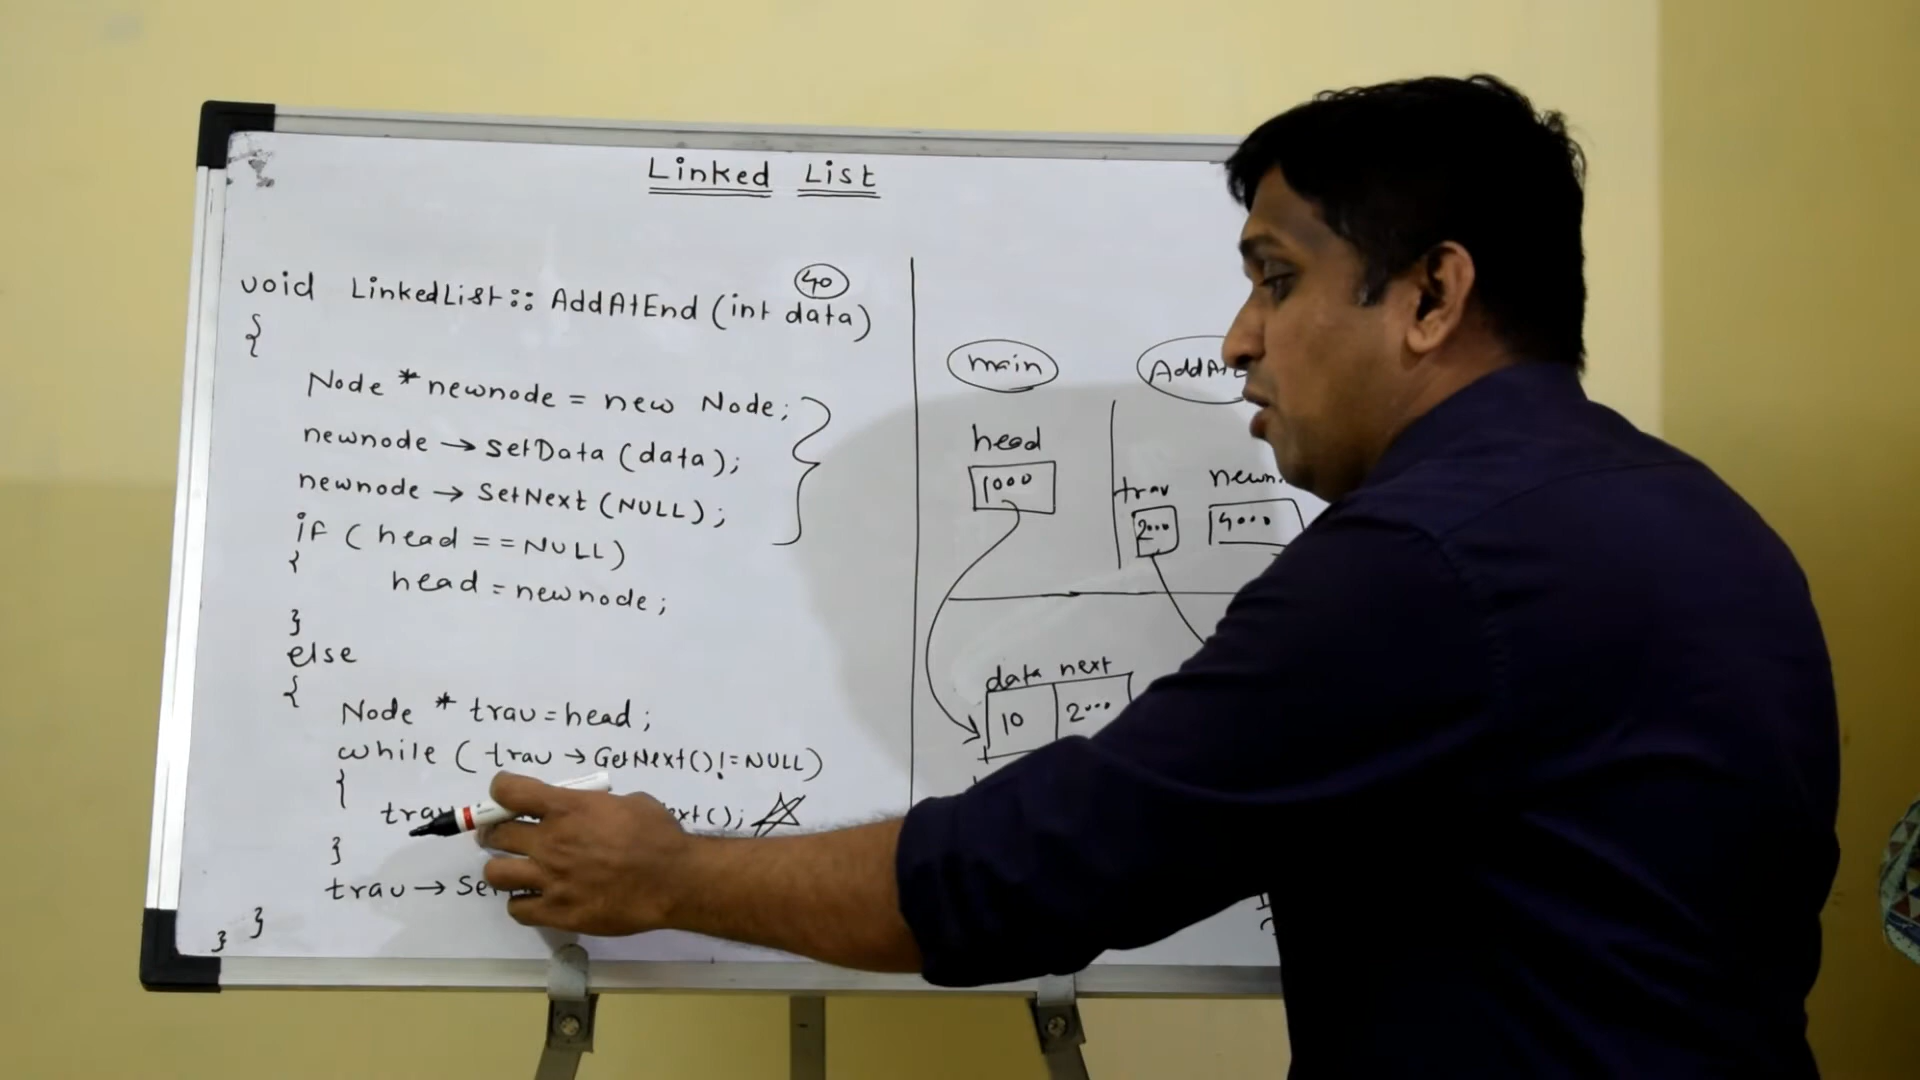 Linked List
40
void LinkedList::AddAtEnd(int data)
{
Node *newnode = new Node;
newnode → SetData (data);
newnode → SetNext (NULL);
if (head == NULL)
{
head = newnode;
}
else
{
Node * trav=head;
while (trav → GetNext() != NULL)
{
trav
xt();
}
trav →
}
}
main
head
1000
trav
2000
4000
data next
10 2000